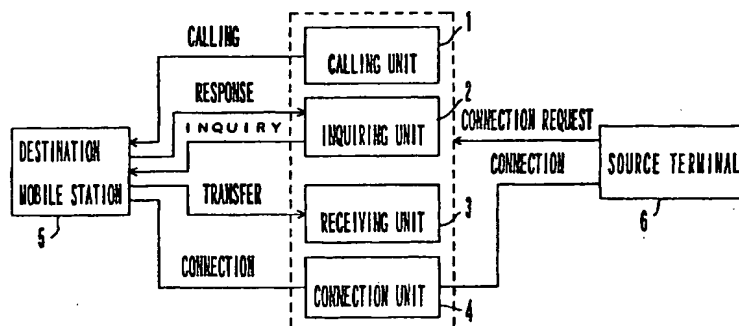 CALLING
1
CALLING UNIT
RESPONSE
2
INQUIRY
INQUIRING UNIT
CONNECTION REQUEST
DESTINATION
MOBILE STATION
5
CONNECTION
SOURCE TERMINAL
6
TRANSFER
RECEIVING UNIT
3
CONNECTION
CONNECTION UNIT
4